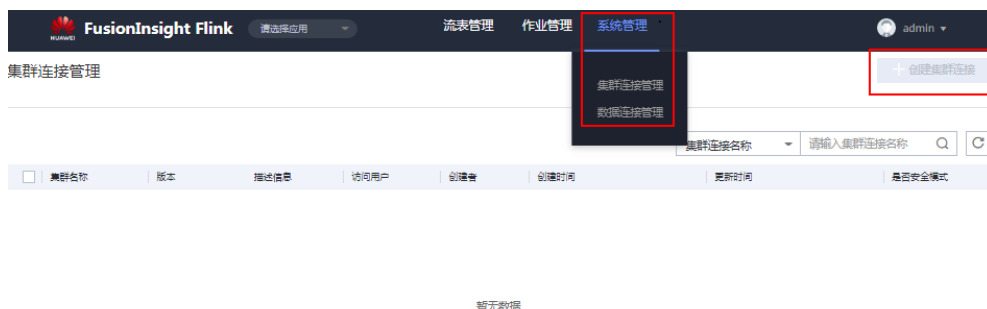 HUAWEI FusionInsight Flink 请选择应用 流表管理 作业管理 系统管理 admin
集群连接管理 + 创建集群连接
集群连接管理
数据连接管理
集群连接名称 请输入集群连接名称
集群名称 版本 描述信息 访问用户 创建者 创建时间 更新时间 是否安全模式
暂无数据